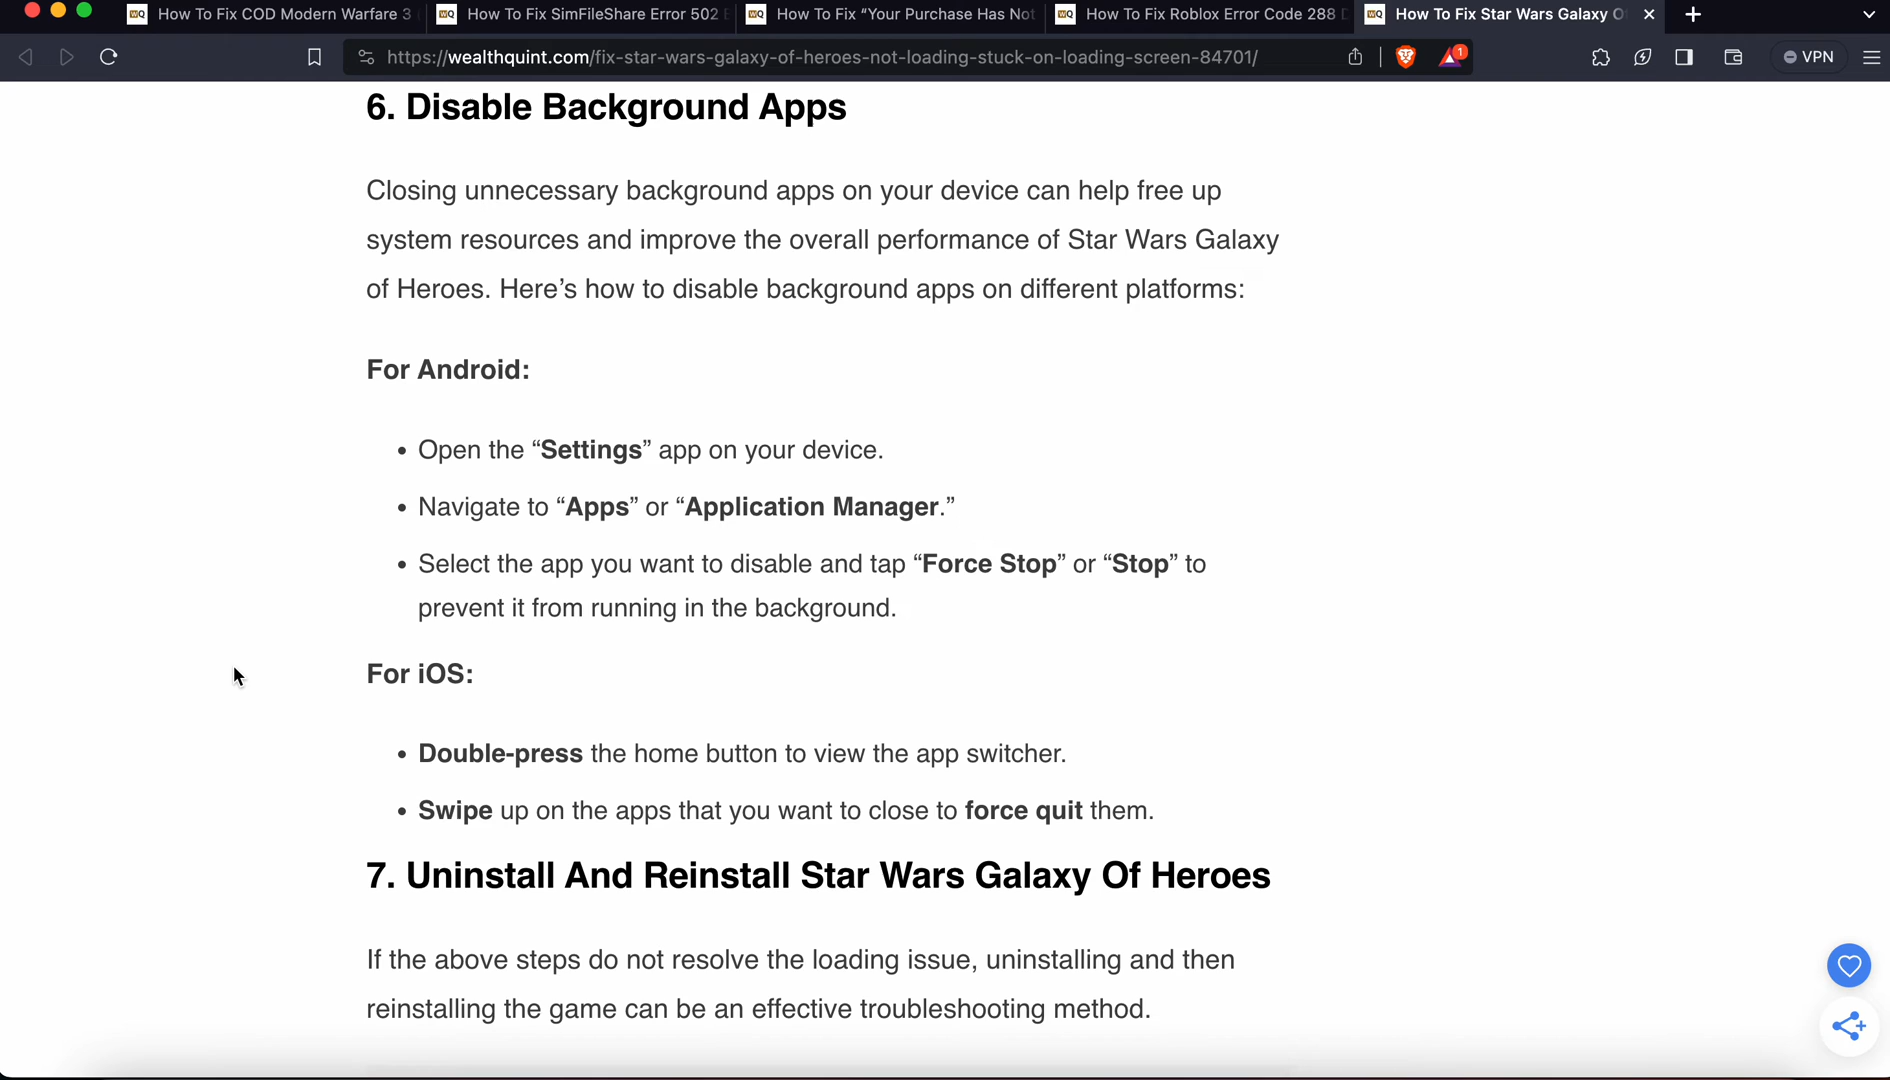 WQ How To Fix COD Modern Warfare 3
WQ How To Fix SimFileShare Error 502
WQ How To Fix “Your Purchase Has Not
WQ How To Fix Roblox Error Code 288
WQ How To Fix Star Wars Galaxy
https://wealthquint.com/fix-star-wars-galaxy-of-heroes-not-loading-stuck-on-loading-screen-84701/
1
VPN
6. Disable Background Apps
Closing unnecessary background apps on your device can help free up
system resources and improve the overall performance of Star Wars Galaxy
of Heroes. Here’s how to disable background apps on different platforms:
For Android:
• Open the “Settings” app on your device.
• Navigate to “Apps” or “Application Manager.”
• Select the app you want to disable and tap “Force Stop” or “Stop” to
prevent it from running in the background.
For iOS:
• Double-press the home button to view the app switcher.
• Swipe up on the apps that you want to close to force quit them.
7. Uninstall And Reinstall Star Wars Galaxy Of Heroes
If the above steps do not resolve the loading issue, uninstalling and then
reinstalling the game can be an effective troubleshooting method.